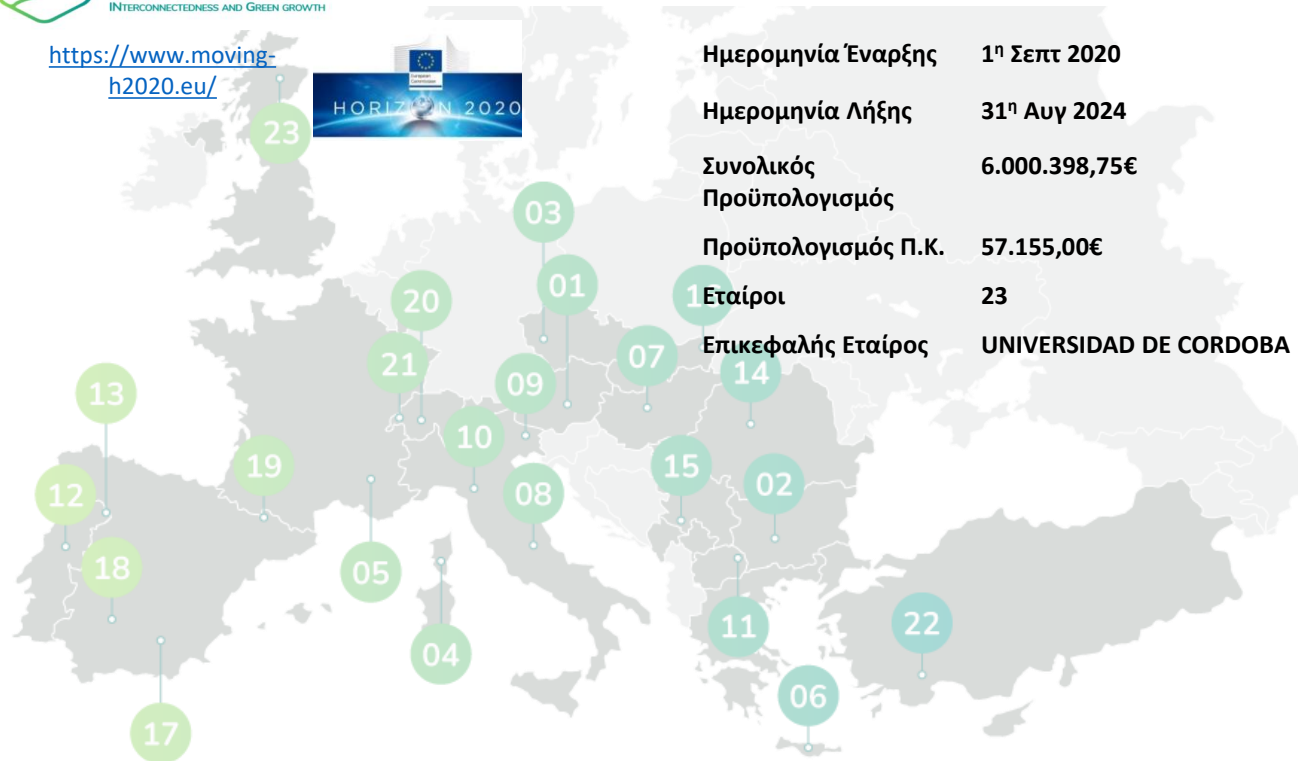 INTERCONNECTEDNESS AND GREEN GROWTH
https://www.moving-
h2020.eu/
HORIZON 2020
European
Commission
Ημερομηνία Έναρξης 1η Σεπτ 2020
Ημερομηνία Λήξης 31η Αυγ 2024
Συνολικός 6.000.398,75€
Προϋπολογισμός
Προϋπολογισμός Π.Κ. 57.155,00€
Εταίροι 23
Επικεφαλής Εταίρος UNIVERSIDAD DE CORDOBA
23
03
20
01
21
07
09
14
13
10
19
15
02
12
08
18
05
11
22
04
06
17